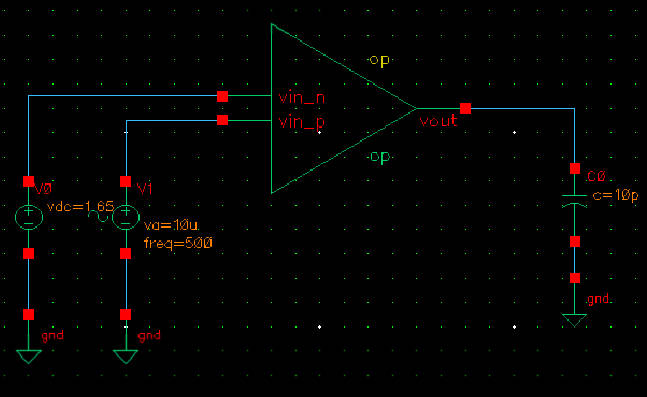 op
vin_n
vin_p
vout
op
V0
vdc=1.65
V1
va=10u
freq=500
C0
c=10p
gnd
gnd
gnd